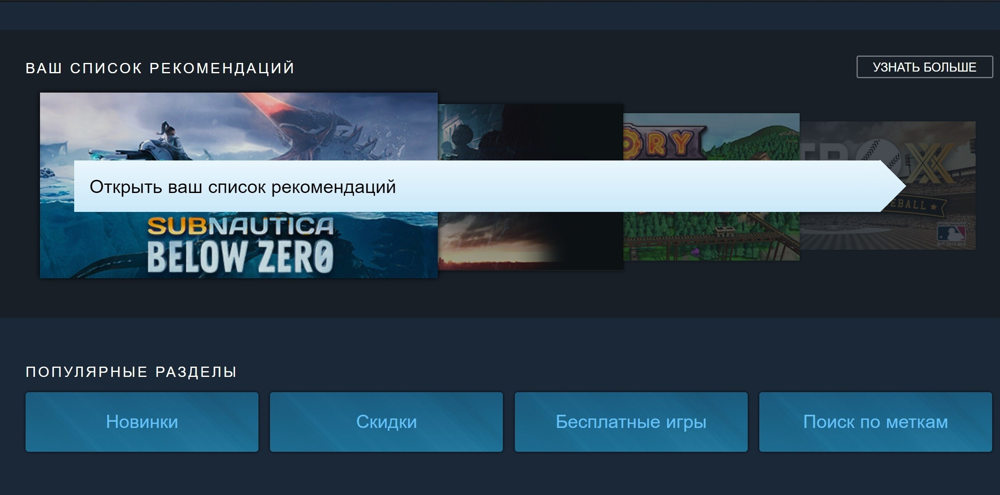 ВАШ СПИСОК РЕКОМЕНДАЦИЙ
УЗНАТЬ БОЛЬШЕ
Открыть ваш список рекомендаций
SUBNAUTICA
BELOW ZERO
ПОПУЛЯРНЫЕ РАЗДЕЛЫ
Новинки
Скидки
Бесплатные игры
Поиск по меткам